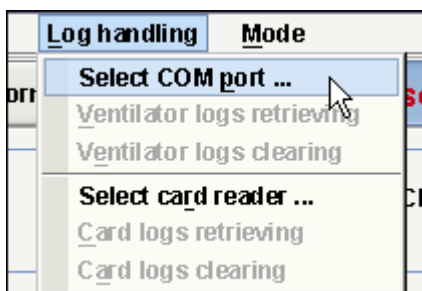 Log handling Mode
Select COM port ...
Ventilator logs retrieving
Ventilator logs clearing
Select card reader ...
Card logs retrieving
Card logs clearing